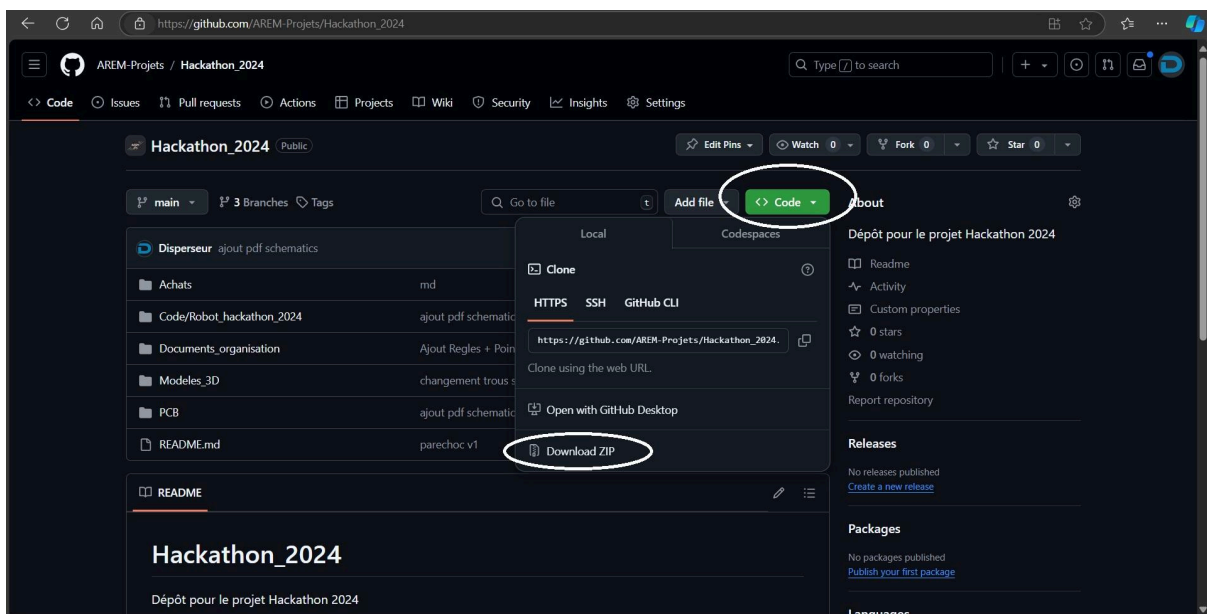 https://github.com/AREM-Projets/Hackathon_2024
AREM-Projets / Hackathon_2024
Type / to search
Code Issues Pull requests Actions Projects Wiki Security Insights Settings
Hackathon_2024 Public
Edit Pins Watch 0 Fork 0 Star 0
main 3 Branches Tags
Go to file t Add file Code
About
Dépôt pour le projet Hackathon 2024
Readme
Activity
Custom properties
0 stars
0 watching
0 forks
Report repository
Disperseur ajout pdf schematics
Achats md
Code/Robot_hackathon_2024 ajout pdf schematic
Documents_organisation Ajout Regles + Poin
Modeles_3D changement trous s
PCB ajout pdf schematic
README.md parechoc v1
Local Codespaces
Clone
HTTPS SSH GitHub CLI
https://github.com/AREM-Projets/Hackathon_2024.
Clone using the web URL.
Open with GitHub Desktop
Download ZIP
Releases
No releases published
Create a new release
Packages
No packages published
Publish your first package
Languages
README
Hackathon_2024
Dépôt pour le projet Hackathon 2024